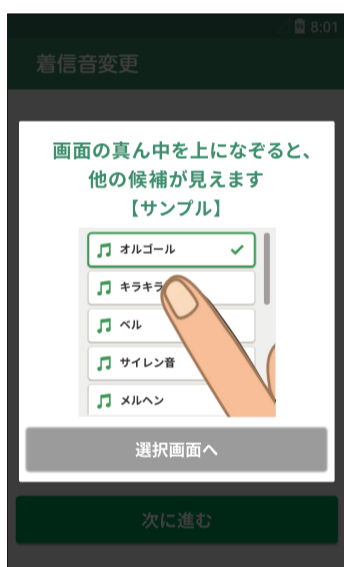 8:01
着信音変更
画面の真ん中を上になぞると、
他の候補が見えます
【サンプル】
オルゴール
キラキラ
ベル
サイレン音
メルヘン
選択画面へ
次に進む